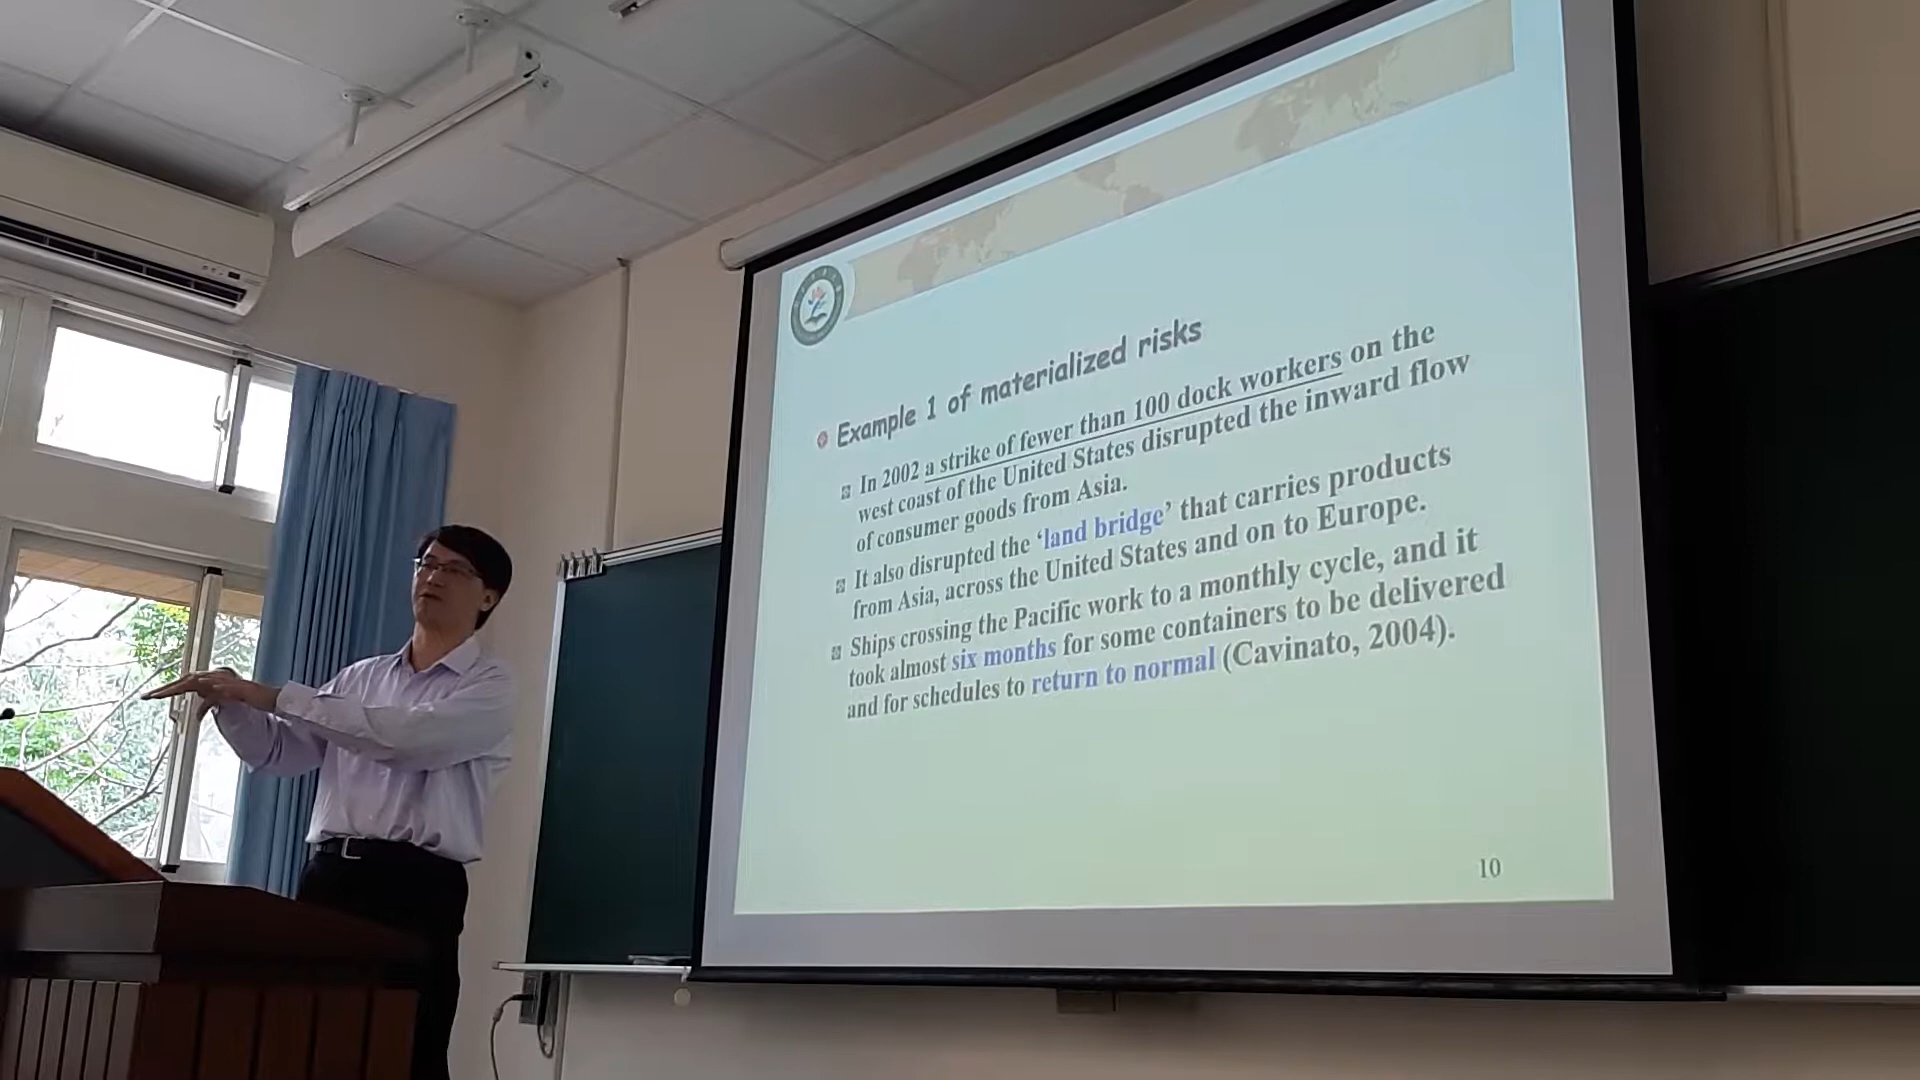 Example 1 of materialized risks
In 2002 a strike of fewer than 100 dock workers on the
west coast of the United States disrupted the inward flow
of consumer goods from Asia.
It also disrupted the ‘land bridge’ that carries products
from Asia, across the United States and on to Europe.
Ships crossing the Pacific work to a monthly cycle, and it
took almost six months for some containers to be delivered
and for schedules to return to normal (Cavinato, 2004).
10